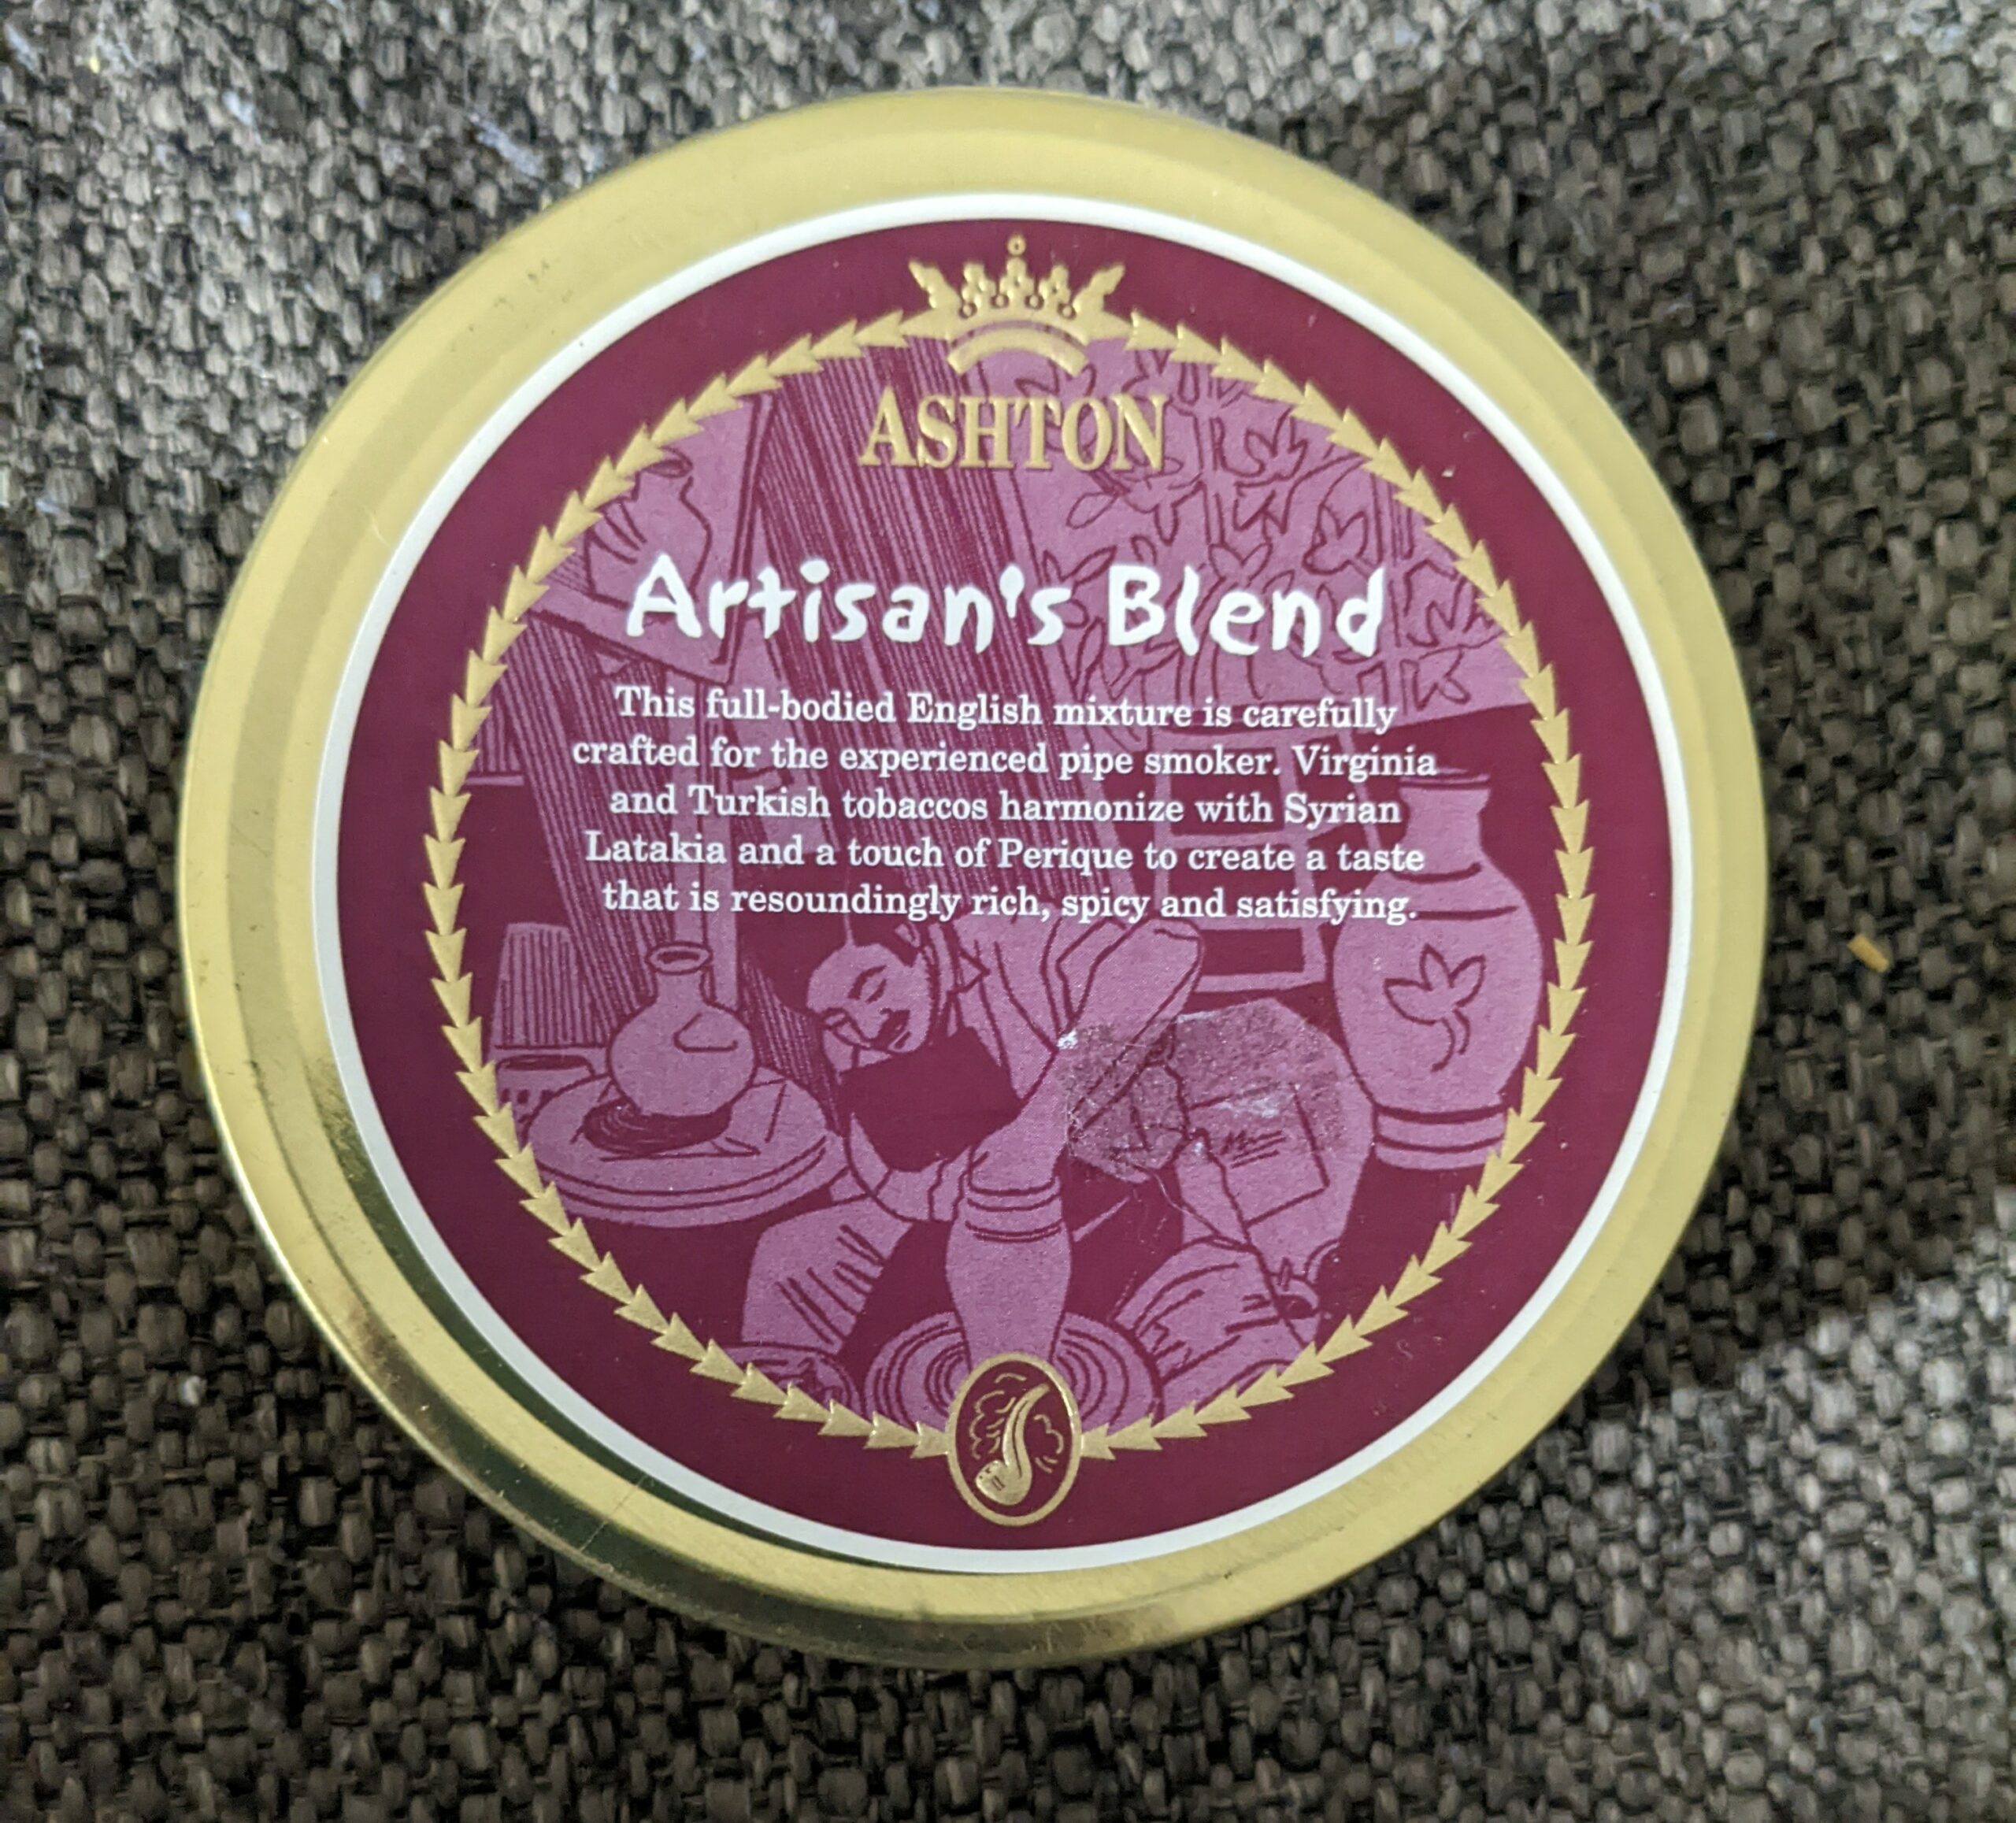 ASHTON
Artisan's Blend
This full-bodied English mixture is carefully
crafted for the experienced pipe smoker. Virginia
and Turkish tobaccos harmonize with Syrian
Latakia and a touch of Perique to create a taste
that is resoundingly rich, spicy and satisfying.